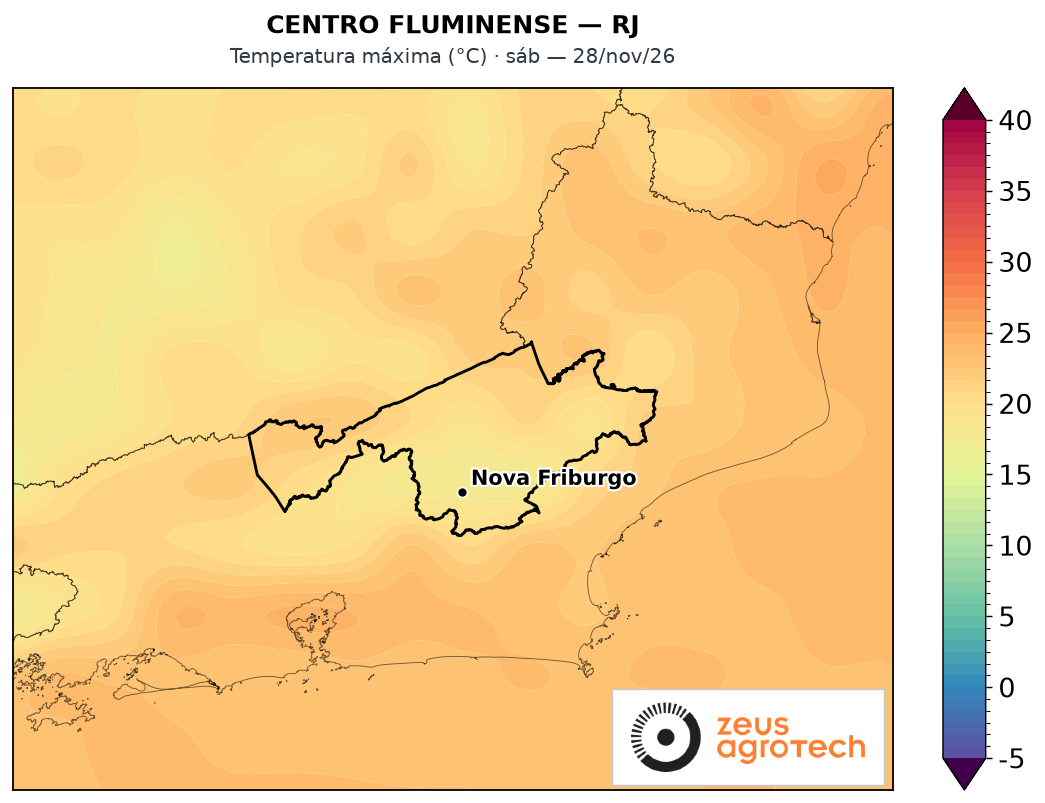 CENTRO FLUMINENSE — RJ
Temperatura máxima (°C) · sáb — 28/nov/26
40
35
30
25
20
15
10
5
0
-5
Nova Friburgo
zeus
agrotech